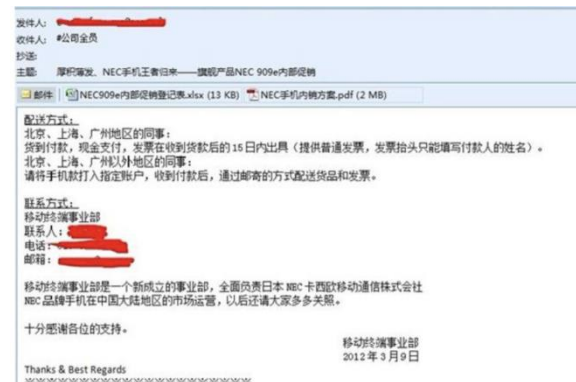 发件人:
收件人: #公司全员
抄送:
主题: 厚积薄发、NEC手机王者归来——旗舰产品NEC 909e内部促销
邮件 NEC909e内部促销登记表.xlsx (13 KB) NEC手机内销方案.pdf (2 MB)
配送方式:
北京、上海、广州地区的同事:
货到付款,现金支付,发票在收到货款后的15日内出具(提供普通发票,发票抬头只能填写付款人的姓名)。
北京、上海、广州以外地区的同事:
请将手机款打入指定账户,收到付款后,通过邮寄的方式配送货品和发票。
联系方式:
移动终端事业部
联系人:
电话:
邮箱:
移动终端事业部是一个新成立的事业部,全面负责日本NEC卡西欧移动通信株式会社
NEC品牌手机在中国大陆地区的市场运营,以后还请大家多多关照。
十分感谢各位的支持。
移动终端事业部
2012年3月9日
Thanks & Best Regards